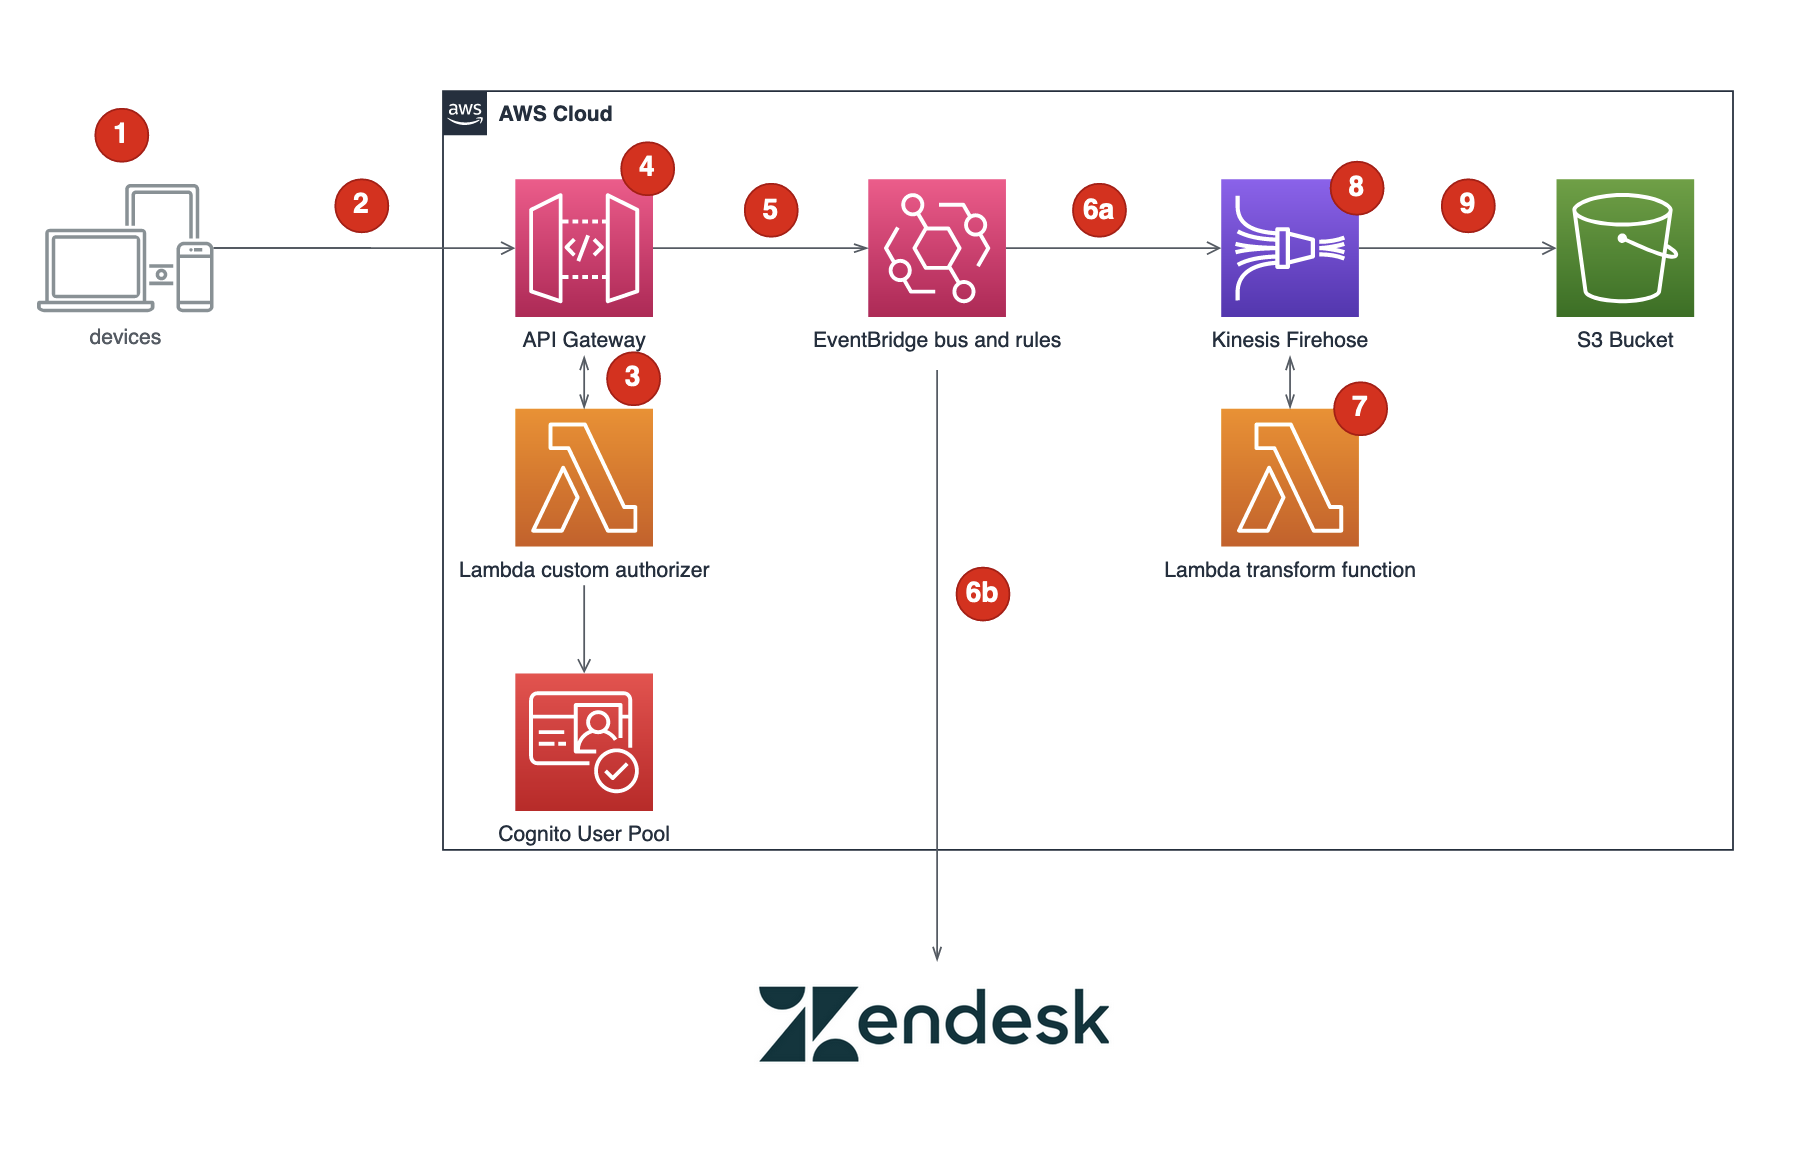 aws
AWS Cloud
1
2
4
5
6a
8
9
devices
API Gateway
EventBridge bus and rules
Kinesis Firehose
S3 Bucket
3
7
Lambda custom authorizer
Lambda transform function
6b
Cognito User Pool
zendesk